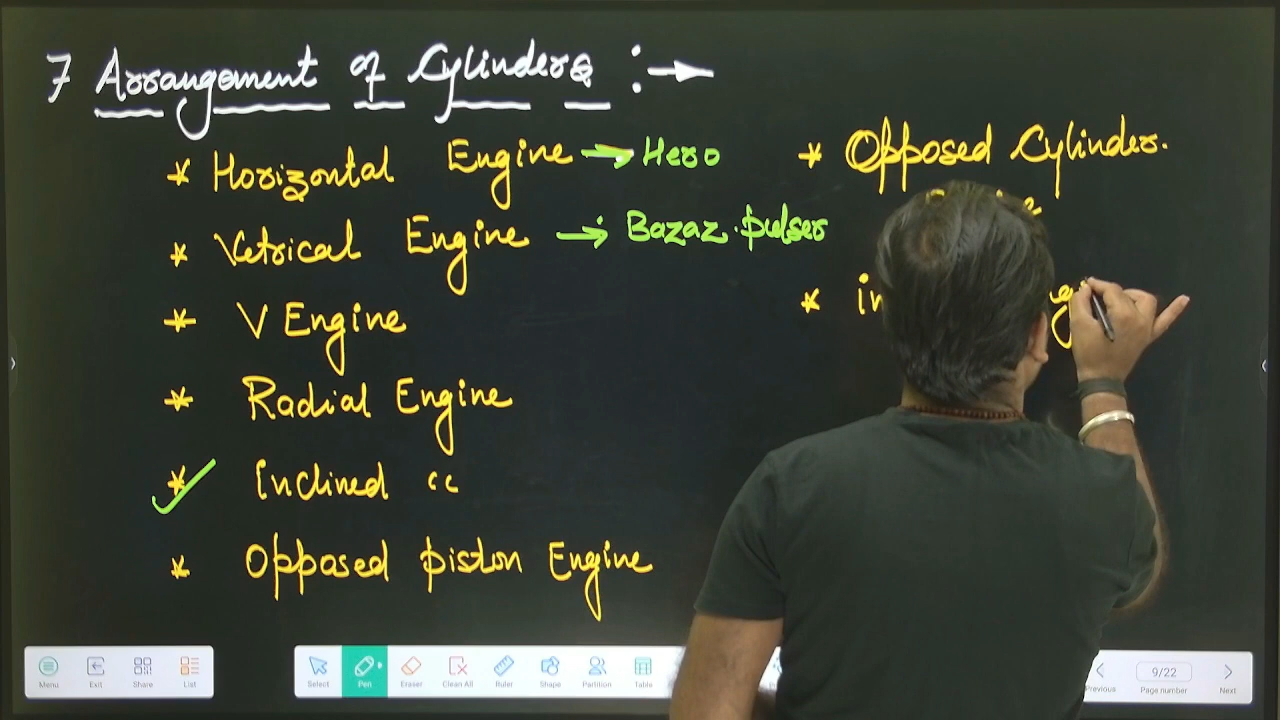 7 Arrangement of Cylinders :→
* Horizontal Engine → Hero
* Vetrical Engine → Bazaz pulser
* V Engine
* Radial Engine
* Inclined cc
* Opposed piston Engine
* Opposed Cylinder.
*
Menu Exit Share List
Select Pen Eraser Clean All Ruler Shape Partition Table
Previous 9/22 Page number Next